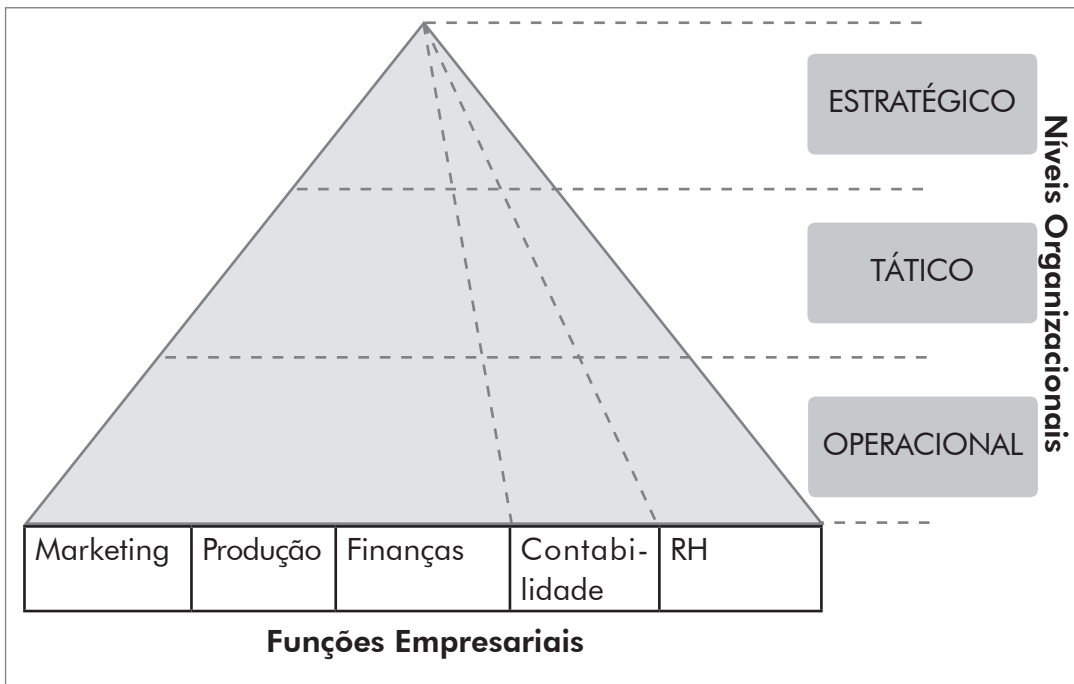 ESTRATÉGICO
TÁTICO
OPERACIONAL
Níveis Organizacionais
Marketing
Produção
Finanças
Contabi-
lidade
RH
Funções Empresariais